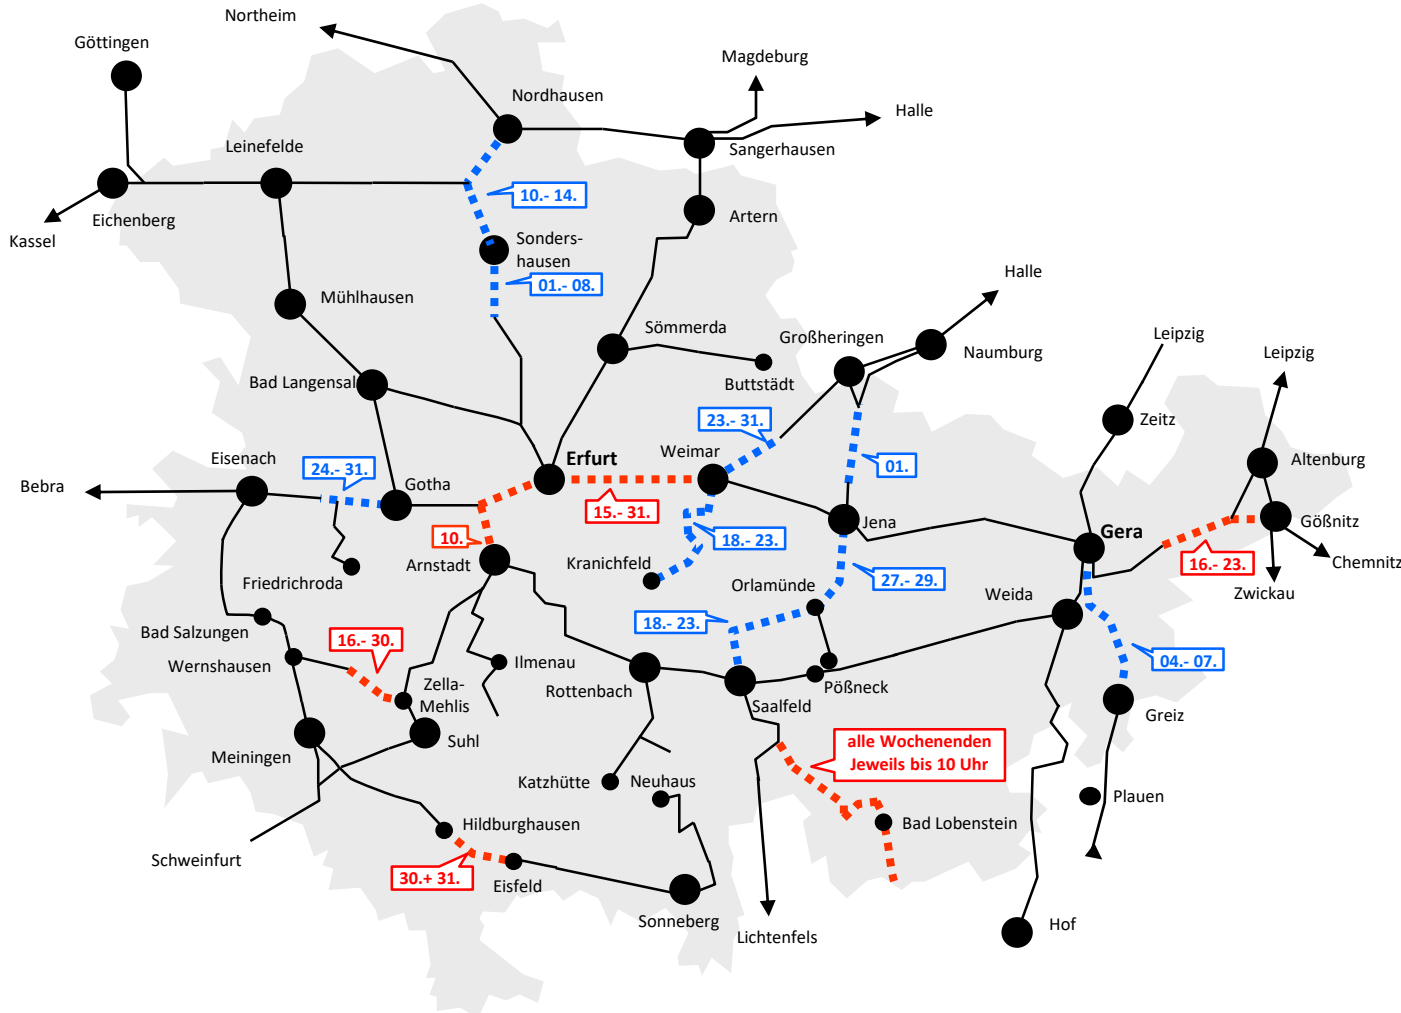 Northeim
Göttingen
Magdeburg
Nordhausen
Halle
Leinefelde
Sangerhausen
10.- 14.
Eichenberg
Artern
Kassel
Sonders-
hausen
01.- 08.
Halle
Mühlhausen
Sömmerda
Großheringen
Naumburg
Leipzig
Leipzig
Buttstädt
Bad Langensal
23.- 31.
Zeitz
Weimar
Erfurt
Eisenach
24.- 31.
01.
Altenburg
Bebra
Gotha
15.- 31.
Jena
Gera
Gößnitz
10.
18.- 23.
Arnstadt
Kranichfeld
16.- 23.
Chemnitz
Friedrichroda
Orlamünde
27.- 29.
Weida
Zwickau
Bad Salzungen
16.- 30.
18.- 23.
Wernshausen
Ilmenau
04.- 07.
Zella-
Mehlis
Rottenbach
Pößneck
Saalfeld
Greiz
Meiningen
Suhl
alle Wochenenden
Jeweils bis 10 Uhr
Katzhütte
Neuhaus
Plauen
Hildburghausen
Bad Lobenstein
Schweinfurt
30.+ 31.
Eisfeld
Sonneberg
Lichtenfels
Hof